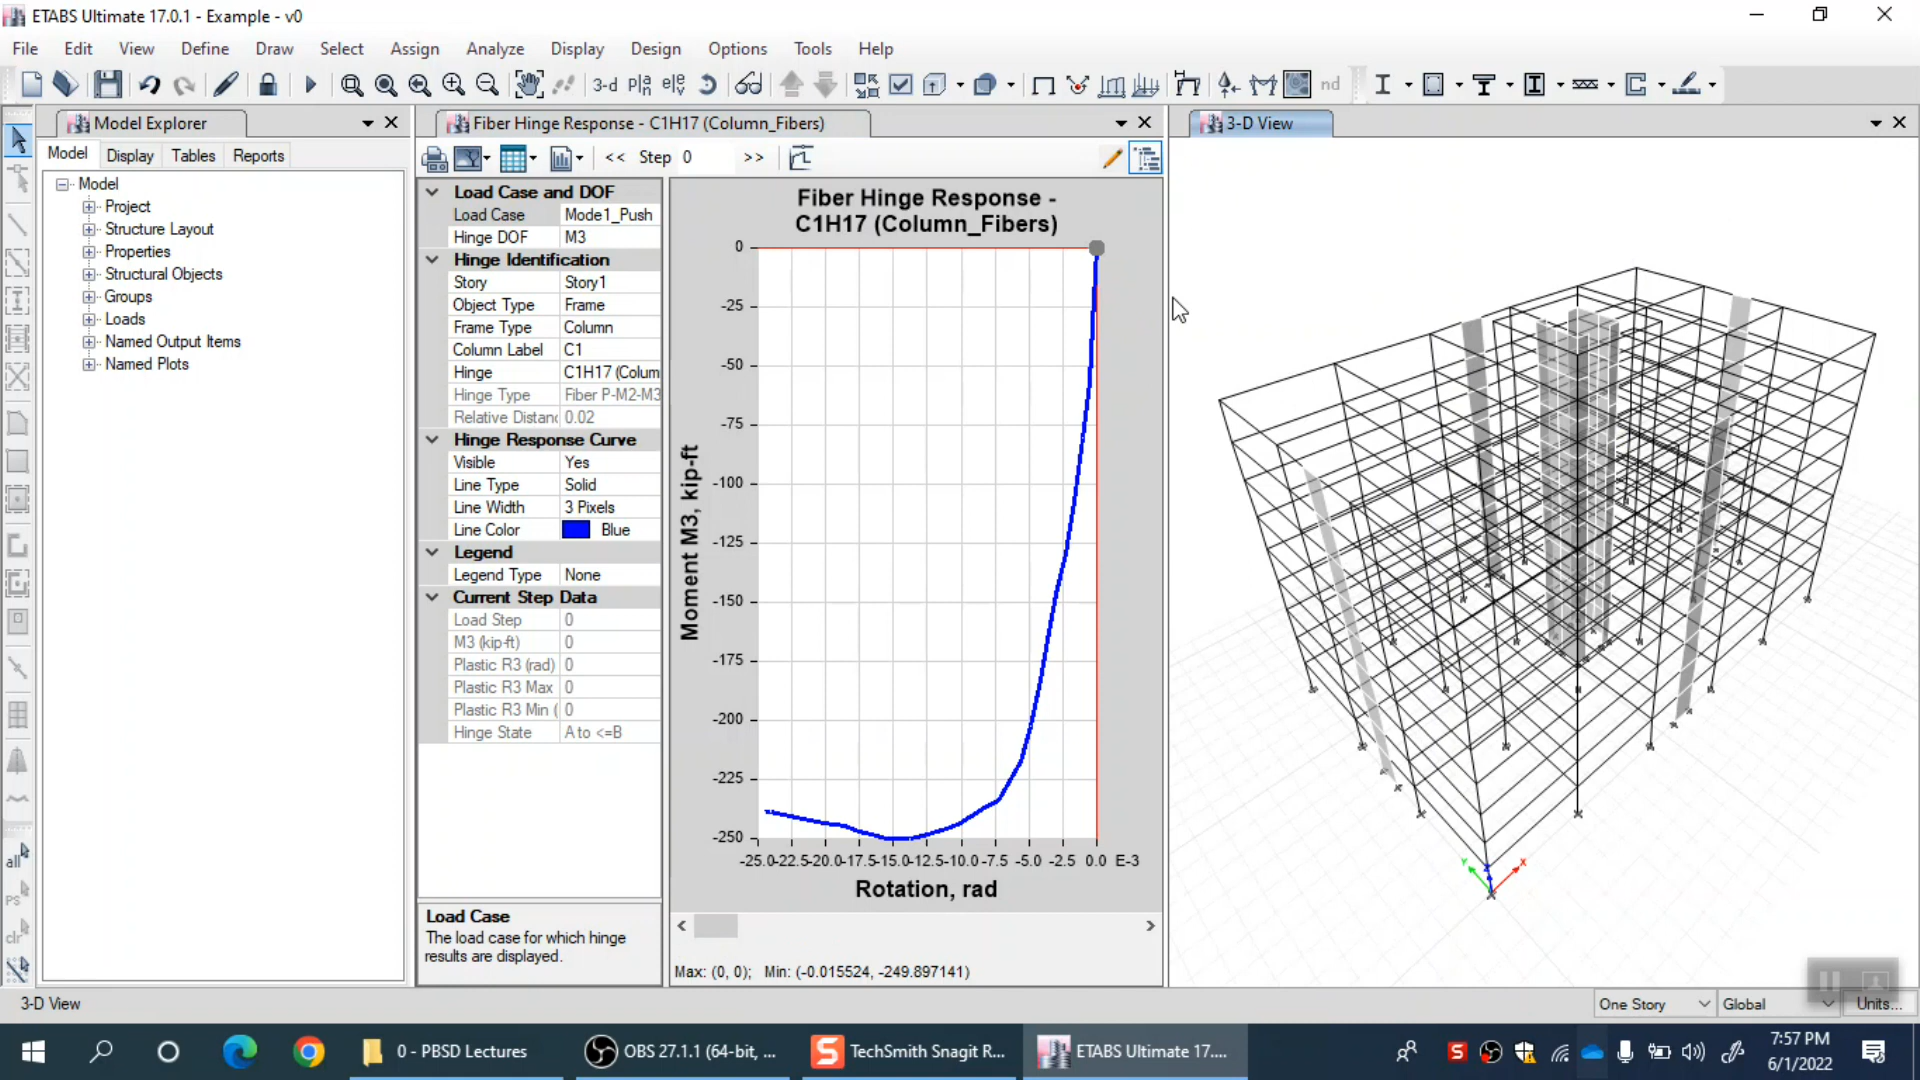 ETABS Ultimate 17.0.1 - Example - v0
File Edit View Define Draw Select Assign Analyze Display Design Options Tools Help
3-d pla ele nd
Model Explorer
Model Display Tables Reports
Model
Project
Structure Layout
Properties
Structural Objects
Groups
Loads
Named Output Items
Named Plots
all
ps
clr
Fiber Hinge Response - C1H17 (Column_Fibers)
<< Step 0 >>
Load Case and DOF
Load Case Mode1_Push
Hinge DOF M3
Hinge Identification
Story Story1
Object Type Frame
Frame Type Column
Column Label C1
Hinge C1H17 (Colum
Hinge Type Fiber P-M2-M3
Relative Distanc 0.02
Hinge Response Curve
Visible Yes
Line Type Solid
Line Width 3 Pixels
Line Color Blue
Legend
Legend Type None
Current Step Data
Load Step 0
M3 (kip-ft) 0
Plastic R3 (rad) 0
Plastic R3 Max 0
Plastic R3 Min ( 0
Hinge State A to <=B
Load Case
The load case for which hinge
results are displayed.
Fiber Hinge Response -
C1H17 (Column_Fibers)
Moment M3, kip-ft
0
-25
-50
-75
-100
-125
-150
-175
-200
-225
-250
-25.0 -22.5 -20.0 -17.5 -15.0 -12.5 -10.0 -7.5 -5.0 -2.5 0.0 E-3
Rotation, rad
Max: (0, 0); Min: (-0.015524, -249.897141)
3-D View
Y X
3-D View
One Story Global Units...
0 - PBSD Lectures
OBS 27.1.1 (64-bit, ...
TechSmith Snagit R...
ETABS Ultimate 17....
7:57 PM
6/1/2022